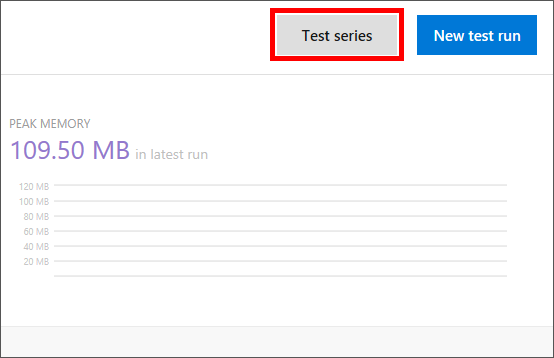 Test series
New test run
PEAK MEMORY
109.50 MB in latest run
120 MB
100 MB
80 MB
60 MB
40 MB
20 MB